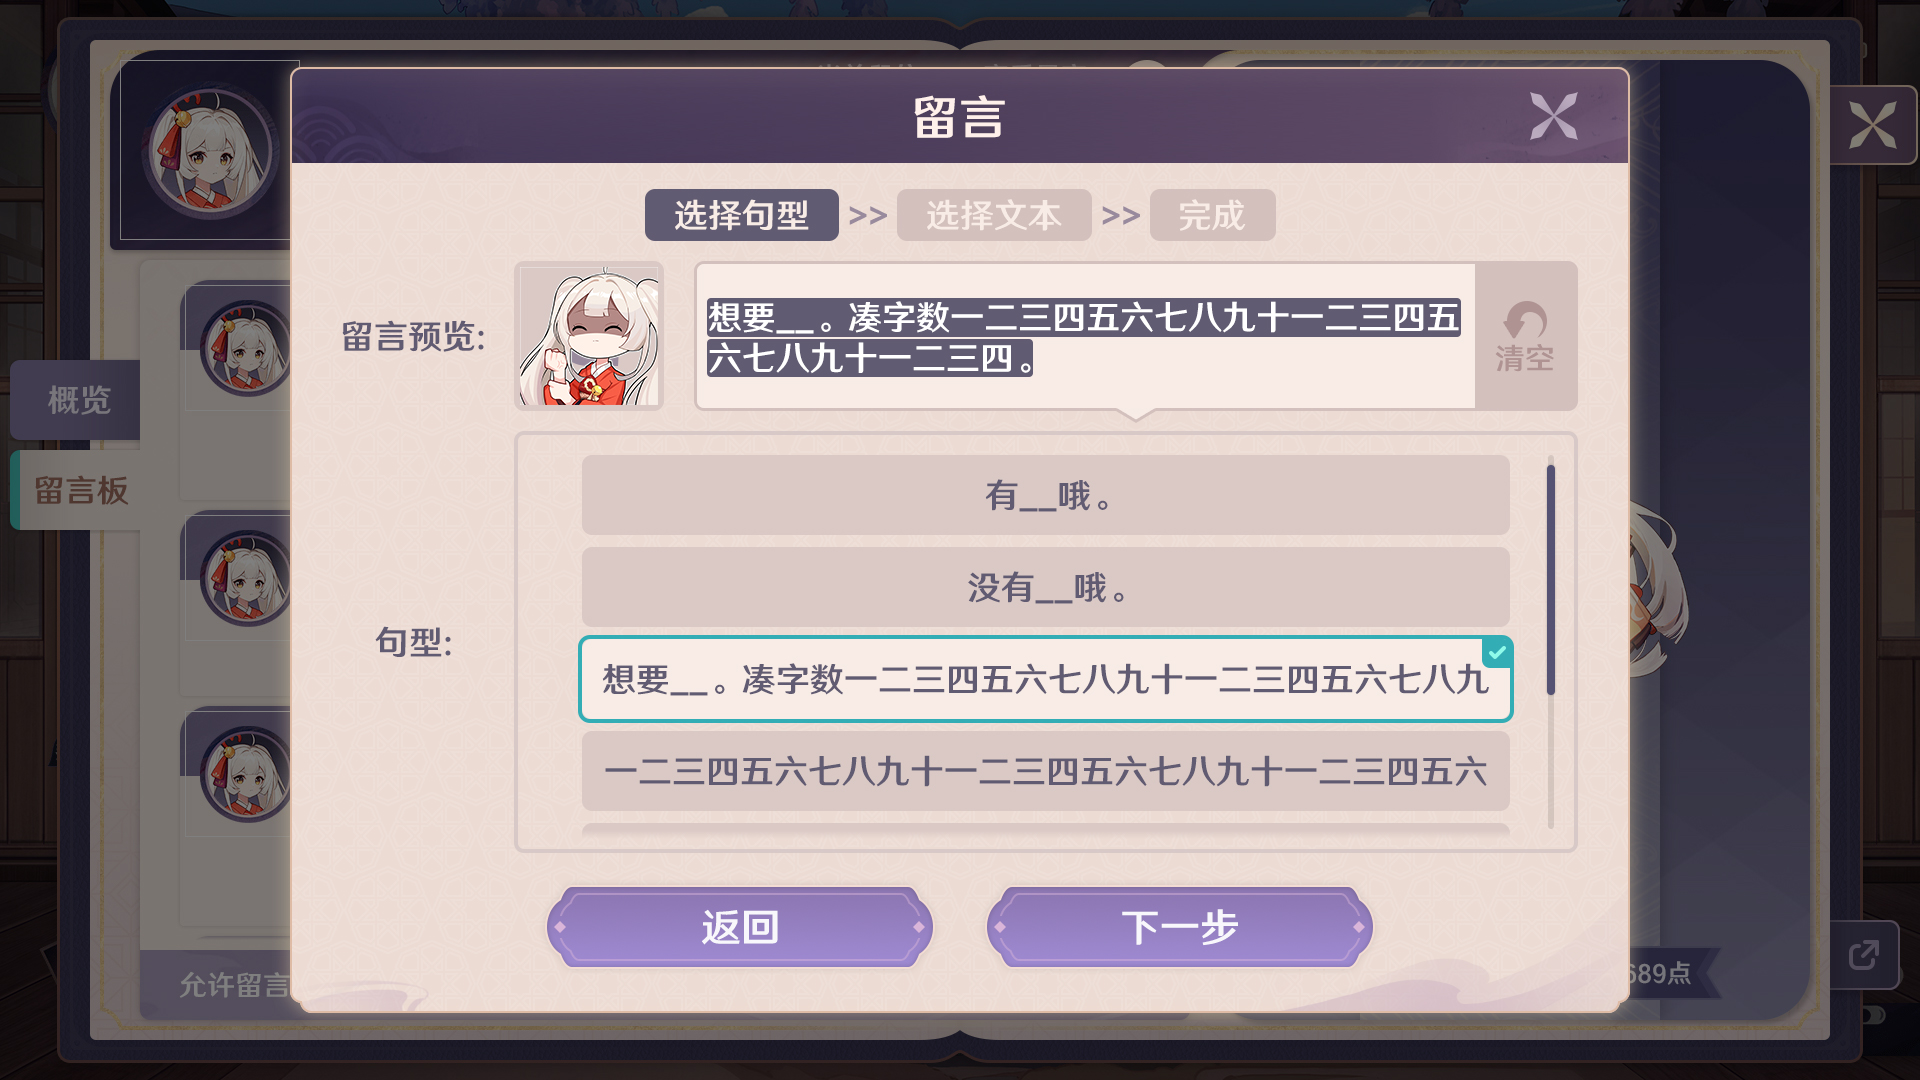 留言
选择句型 >> 选择文本 >> 完成
留言预览:
想要__。凑字数一二三四五六七八九十一二三四五
六七八九十一二三四。
清空
概览
留言板
句型:
有__哦。
没有__哦。
想要__。凑字数一二三四五六七八九十一二三四五六七八九
一二三四五六七八九十一二三四五六七八九十一二三四五六
返回
下一步
允许留言
689点